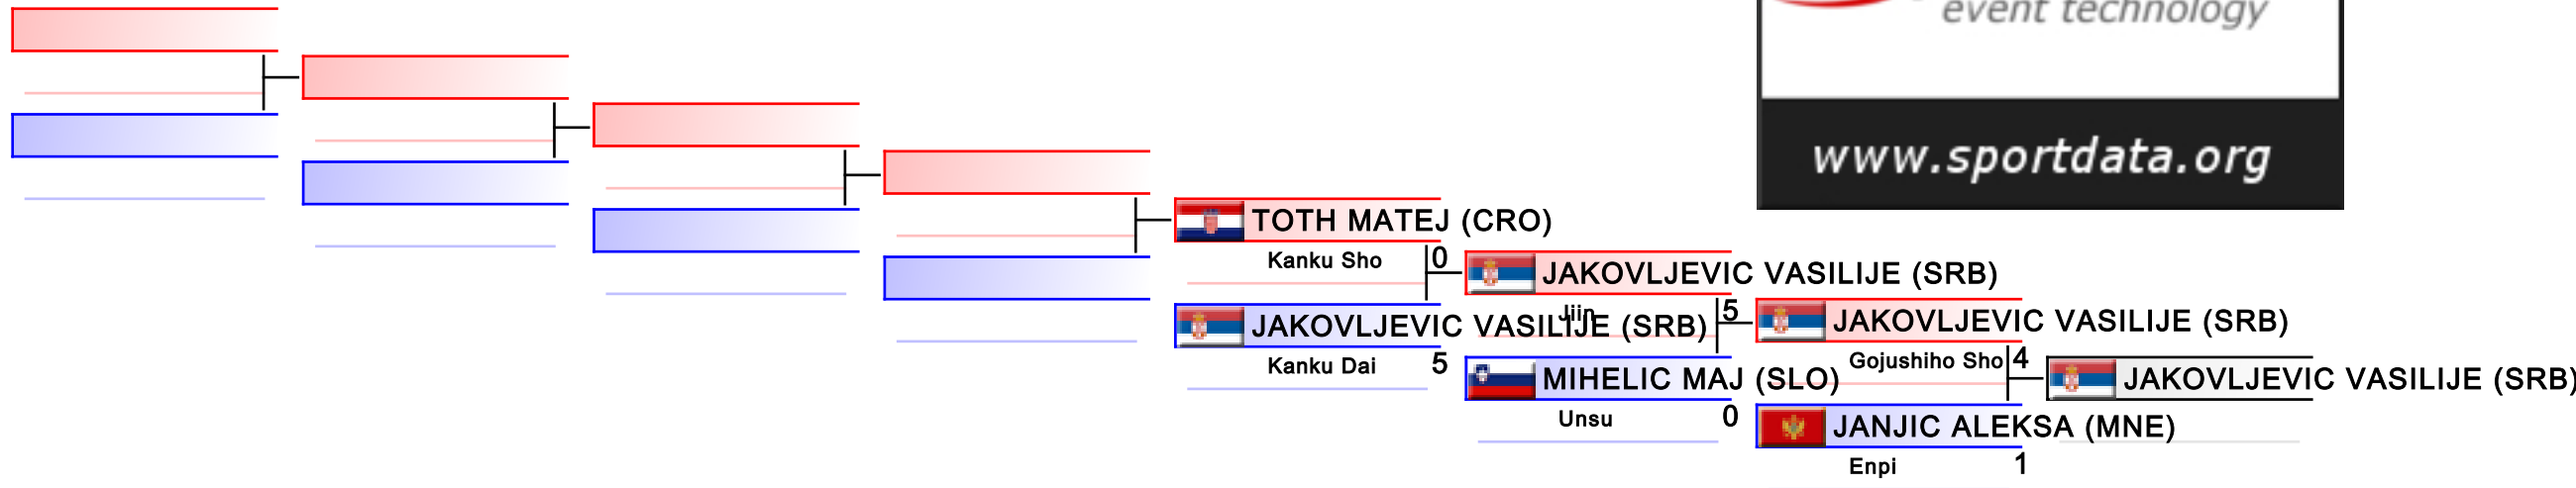 event technology
www.sportdata.org
TOTH MATEJ (CRO)
Kanku Sho 0
JAKOVLJEVIC VASILIJE (SRB)
Jiin 5
JAKOVLJEVIC VASILIJE (SRB)
Kanku Dai 5
JAKOVLJEVIC VASILIJE (SRB)
Gojushiho Sho 4
MIHELIC MAJ (SLO)
Unsu 0
JAKOVLJEVIC VASILIJE (SRB)
JANJIC ALEKSA (MNE)
Enpi 1